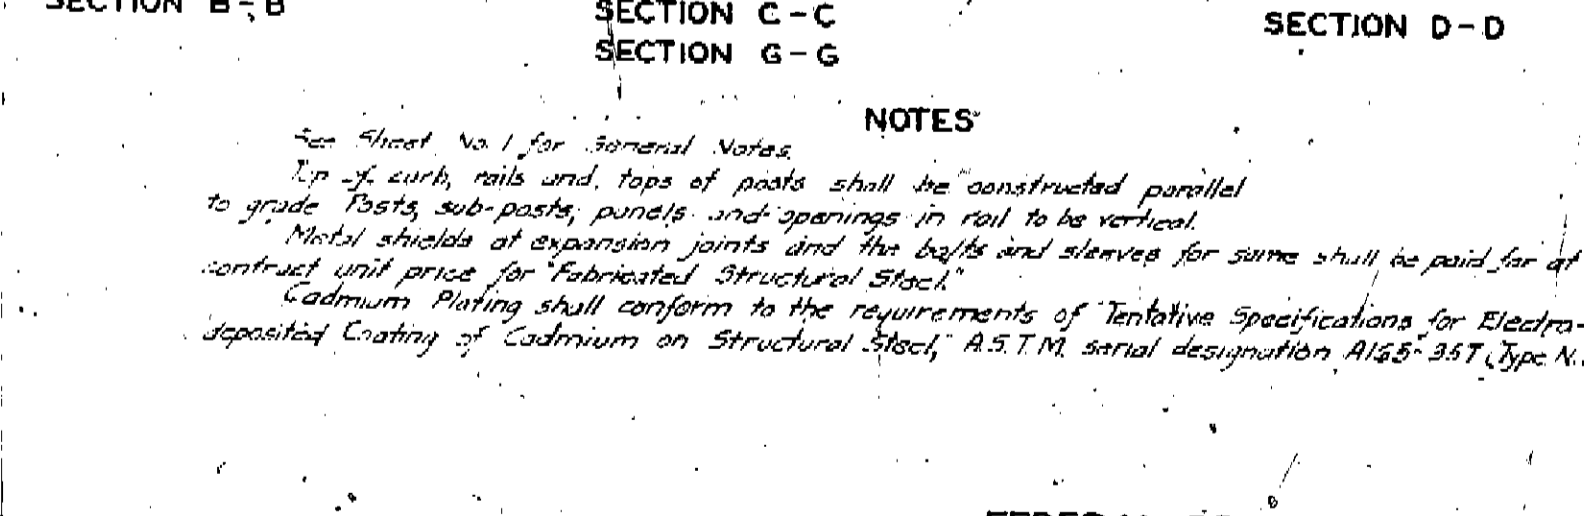 SECTION B-B
SECTION C-C
SECTION G-G
SECTION D-D
NOTES
See Sheet No. 1 for General Notes.
Top of curb, rails and tops of posts shall be constructed parallel
to grade Posts, sub-posts, panels and openings in rail to be vertical.
Metal shields at expansion joints and the bolts and sleeves for same shall be paid for at
contract unit price for "Fabricated Structural Steel."
Cadmium Plating shall conform to the requirements of "Tentative Specifications for Electro-
deposited Coating of Cadmium on Structural Steel," A.S.T.M. serial designation A165-35T (Type N.